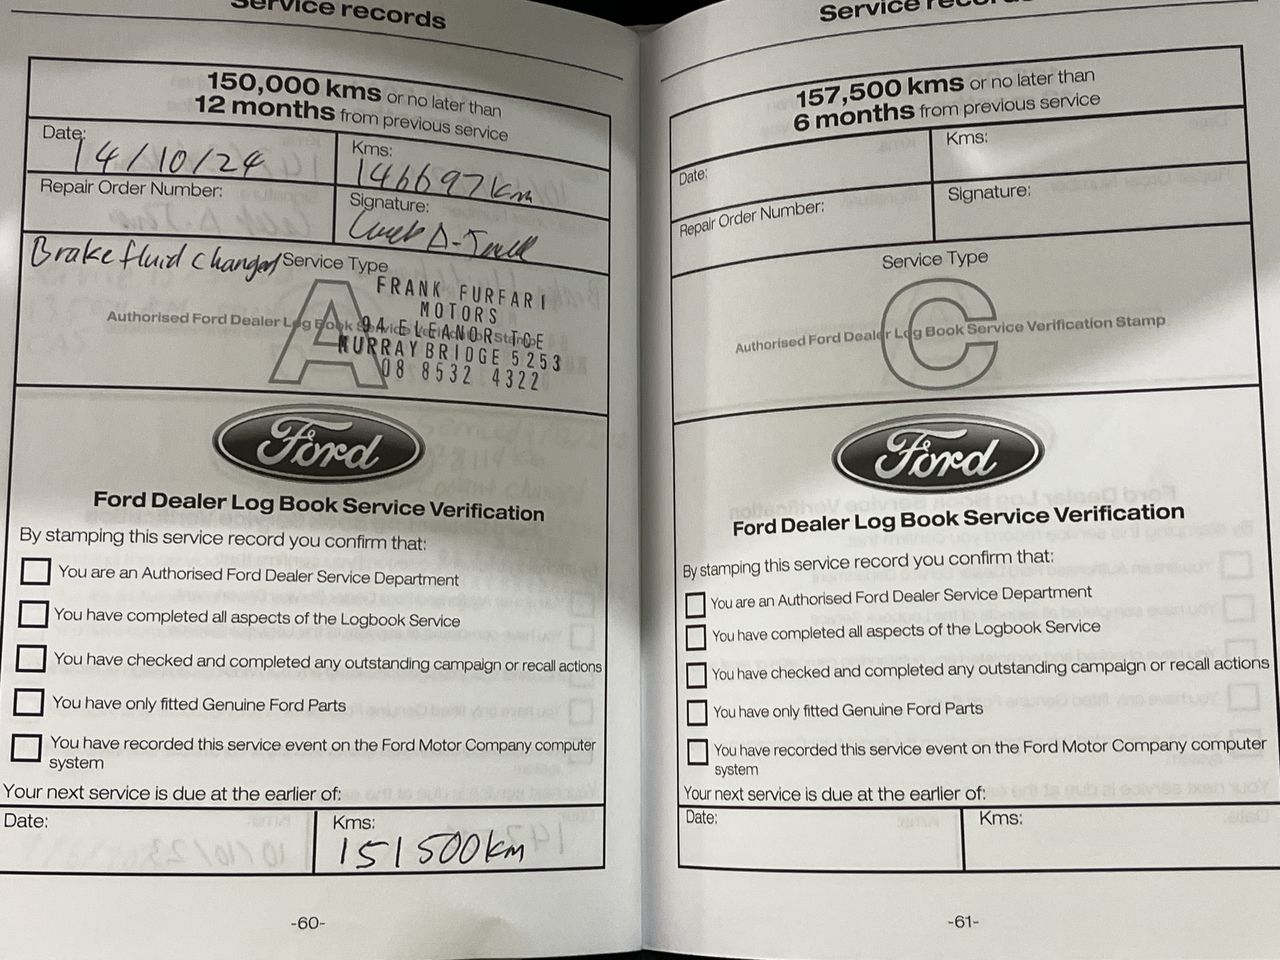 Service records
150,000 kms or no later than
12 months from previous service
Date:
14/10/24
Kms:
146697km
Repair Order Number:
Signature:
Brake fluid changed
Service Type
A
Authorised Ford Dealer Log Book
FRANK FURFARI
MOTORS
94 ELEANOR TCE
MURRAY BRIDGE 5253
08 8532 4322
Ford
Ford Dealer Log Book Service Verification
By stamping this service record you confirm that:
You are an Authorised Ford Dealer Service Department
You have completed all aspects of the Logbook Service
You have checked and completed any outstanding campaign or recall actions
You have only fitted Genuine Ford Parts
You have recorded this service event on the Ford Motor Company computer
system
Your next service is due at the earlier of:
Date:
Kms:
151500km
-60-
Service
157,500 kms or no later than
6 months from previous service
Date:
Kms:
Repair Order Number:
Signature:
Service Type
C
Authorised Ford Dealer Log Book Service Verification Stamp
Ford
Ford Dealer Log Book Service Verification
By stamping this service record you confirm that:
You are an Authorised Ford Dealer Service Department
You have completed all aspects of the Logbook Service
You have checked and completed any outstanding campaign or recall actions
You have only fitted Genuine Ford Parts
You have recorded this service event on the Ford Motor Company computer
system
Your next service is due at the earlier of:
Date:
Kms:
-61-